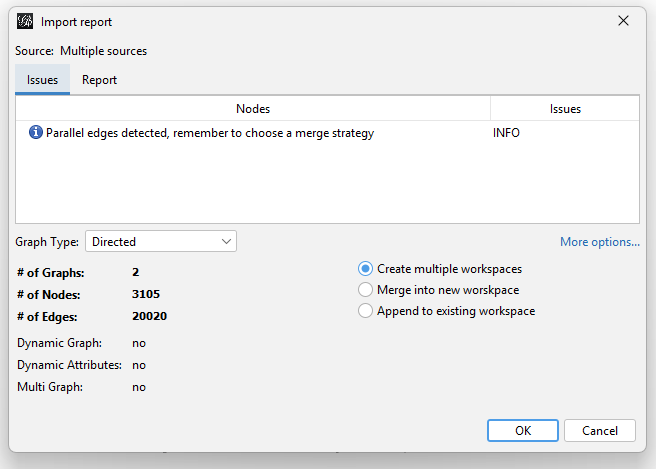 Import report
Source: Multiple sources
Issues Report
Nodes Issues
Parallel edges detected, remember to choose a merge strategy INFO
Graph Type: Directed More options...
# of Graphs: 2
# of Nodes: 3105
# of Edges: 20020
Dynamic Graph: no
Dynamic Attributes: no
Multi Graph: no
Create multiple workspaces
Merge into new worskpace
Append to existing workspace
OK Cancel